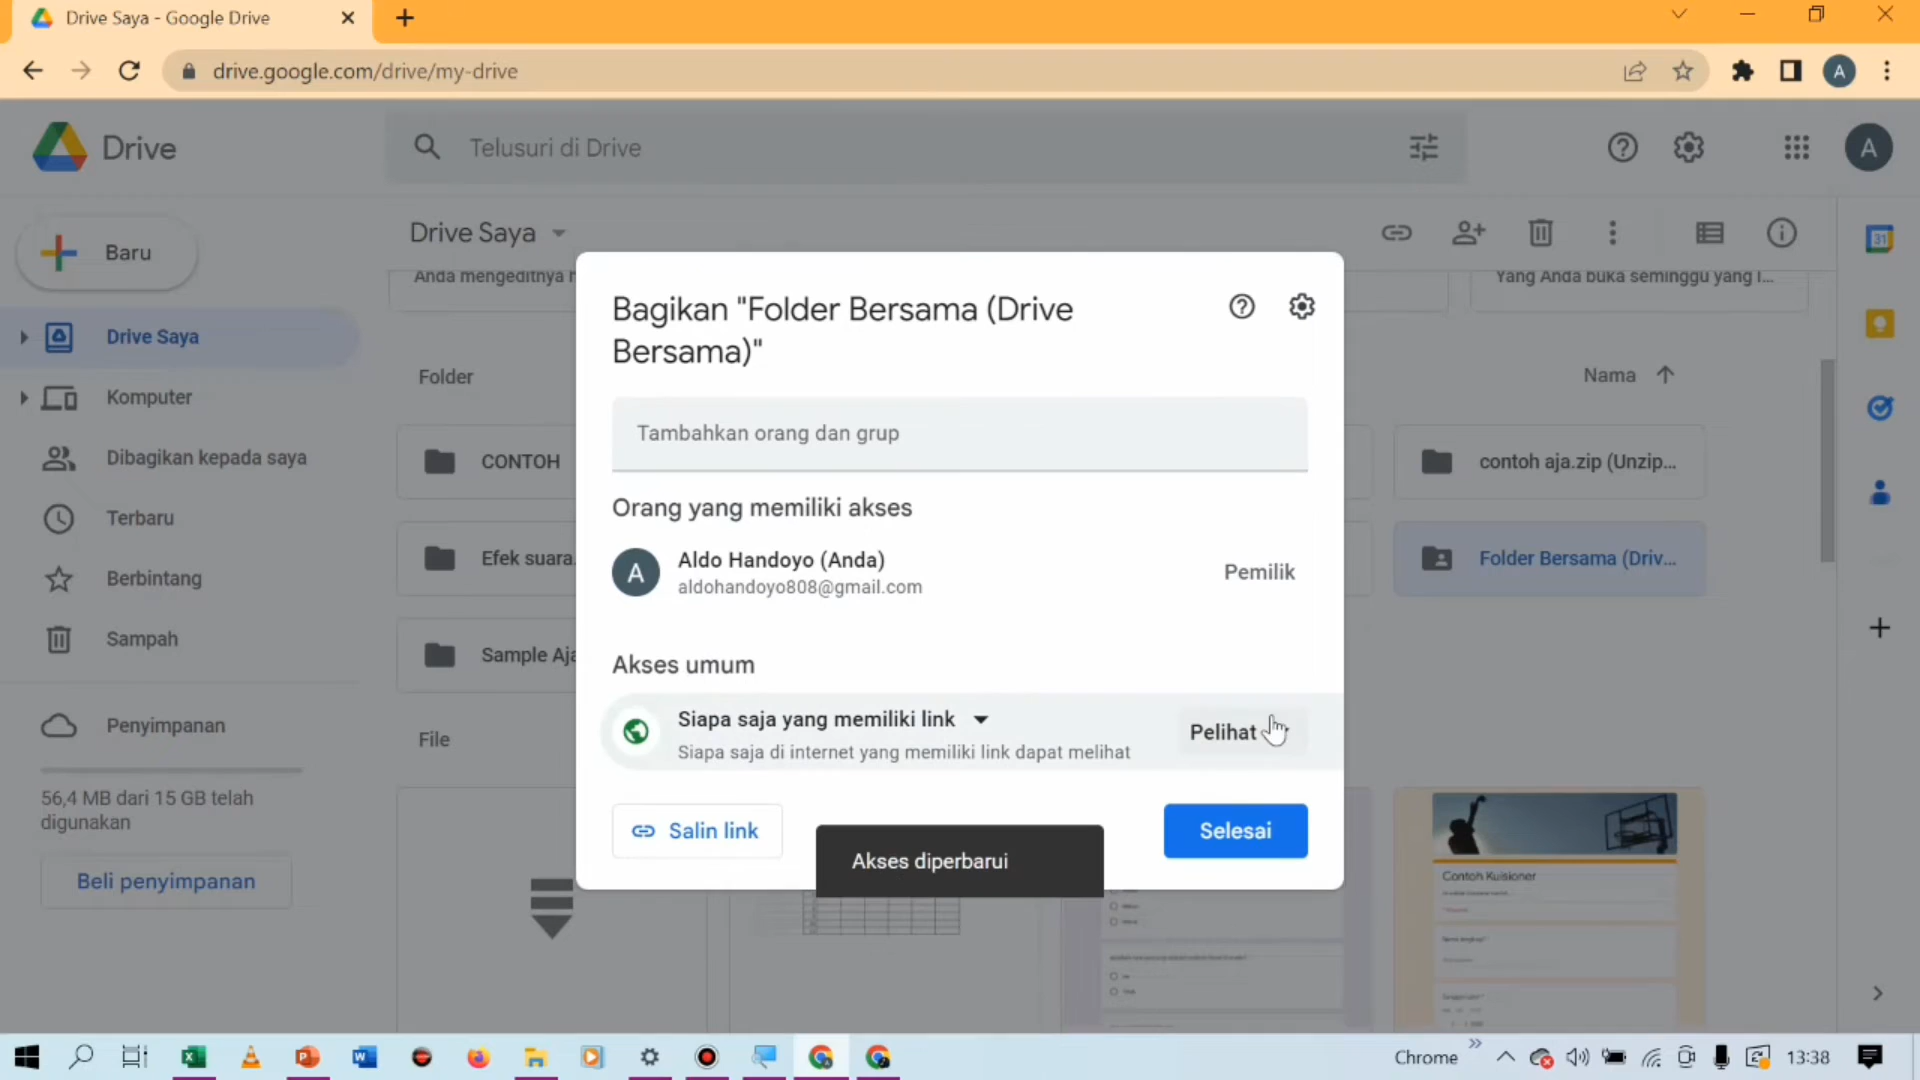 Drive Saya - Google Drive
drive.google.com/drive/my-drive
Drive
Telusuri di Drive
A
A
Baru
Drive Saya
Anda mengeditnya
Yang Anda buka seminggu yang l...
Drive Saya
Komputer
Dibagikan kepada saya
Terbaru
Berbintang
Sampah
Penyimpanan
56,4 MB dari 15 GB telah
digunakan
Beli penyimpanan
Folder
Nama
CONTOH
contoh aja.zip (Unzip...
Efek suara.
Folder Bersama (Driv...
Sample Aja
File
Bagikan "Folder Bersama (Drive
Bersama)"
Tambahkan orang dan grup
Orang yang memiliki akses
A
Aldo Handoyo (Anda)
aldohandoyo808@gmail.com
Pemilik
Akses umum
Siapa saja yang memiliki link
Siapa saja di internet yang memiliki link dapat melihat
Pelihat
Salin link
Selesai
Akses diperbarui
Contoh Kuisioner
31
Chrome
13:38